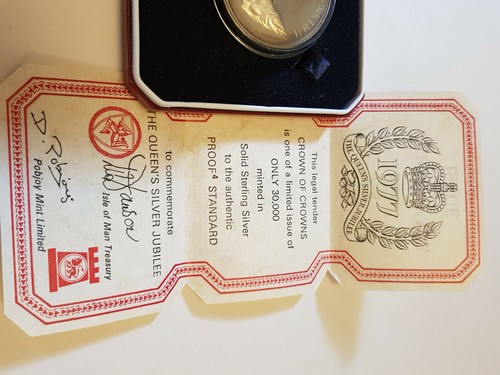 1977
THE QUEEN'S SILVER JUBILEE
This legal tender
CROWN OF CROWNS
is one of a limited issue of
ONLY 30,000
minted in
Solid Sterling Silver
to the authentic
PROOF⁴ STANDARD
to commemorate
THE QUEEN'S SILVER JUBILEE
Isle of Man Treasury
Pobjoy Mint Limited